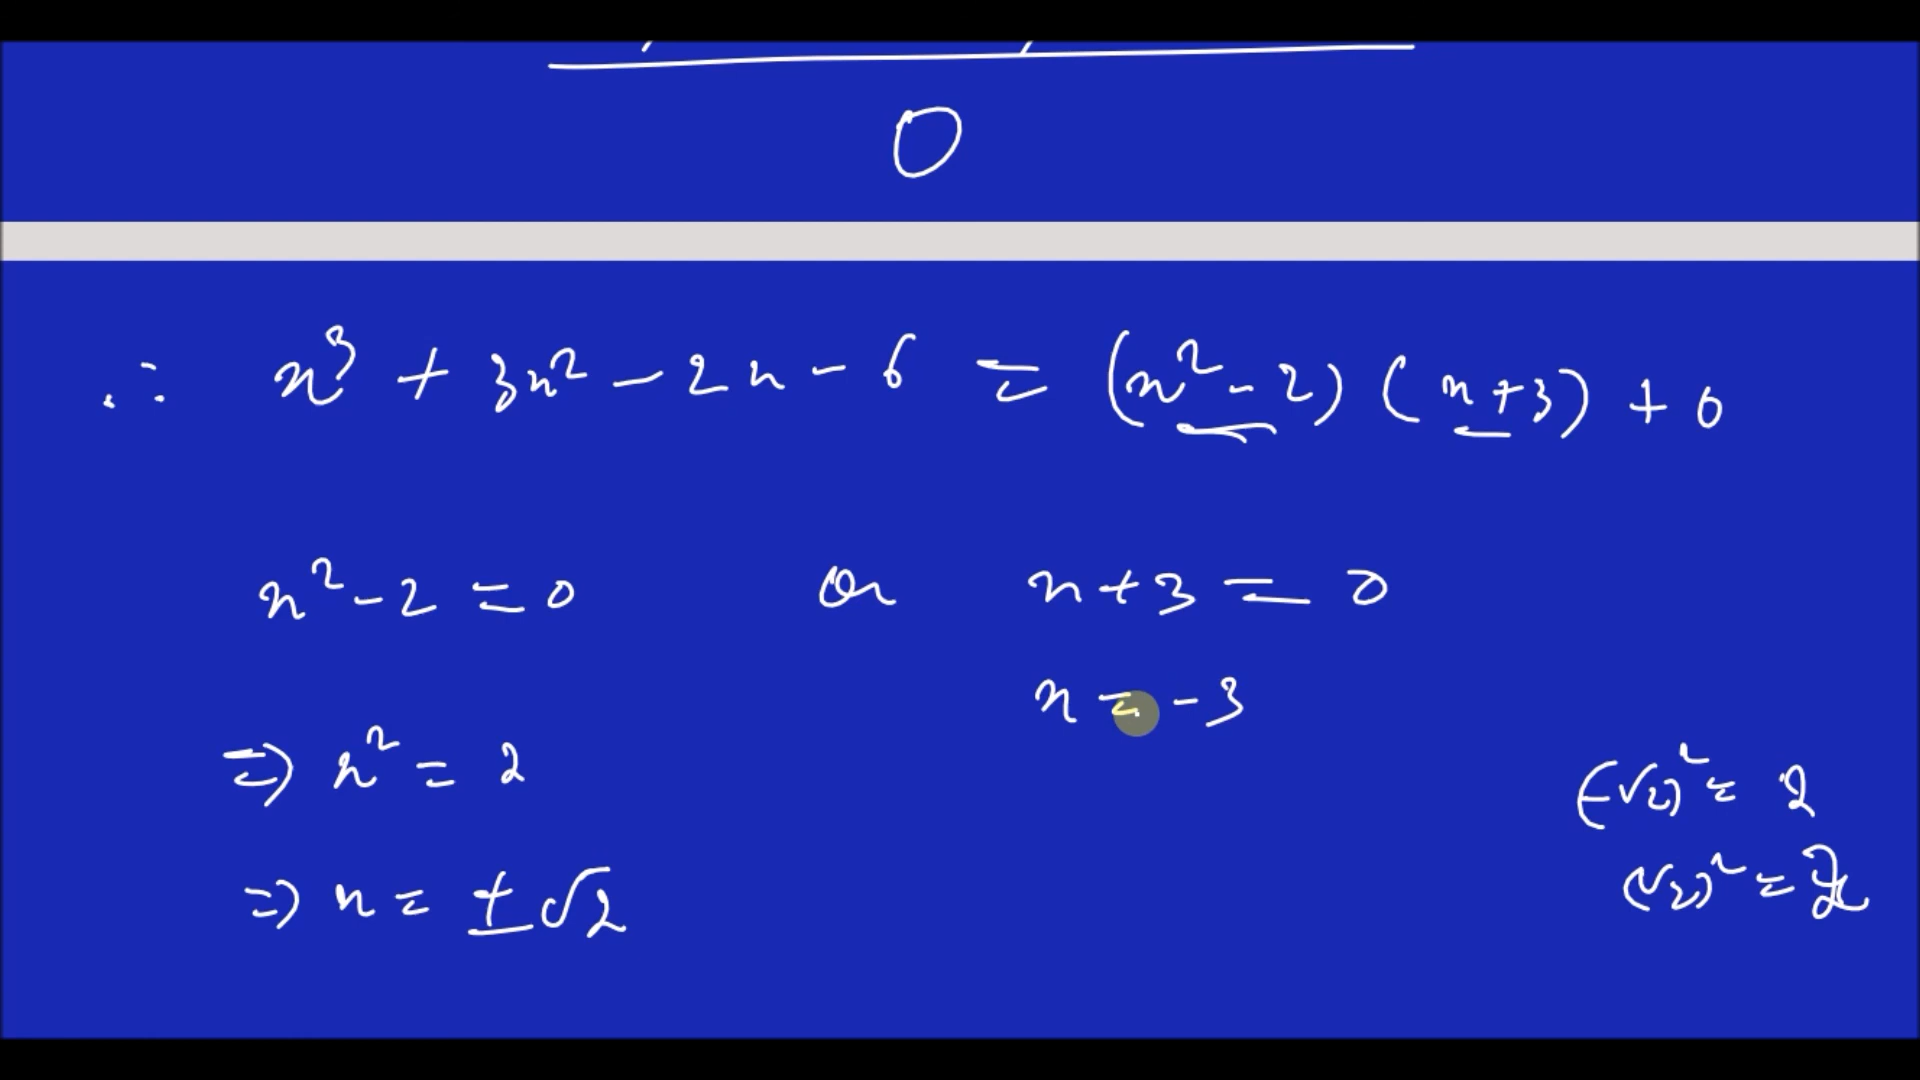 0
∴ x³ + 3x² - 2x - 6 = (x² - 2) (x + 3) + 0
x² - 2 = 0 or x + 3 = 0
x = - 3
⇒ x² = 2
(-√2)² = 2
⇒ x = ± √2
(√2)² = 2